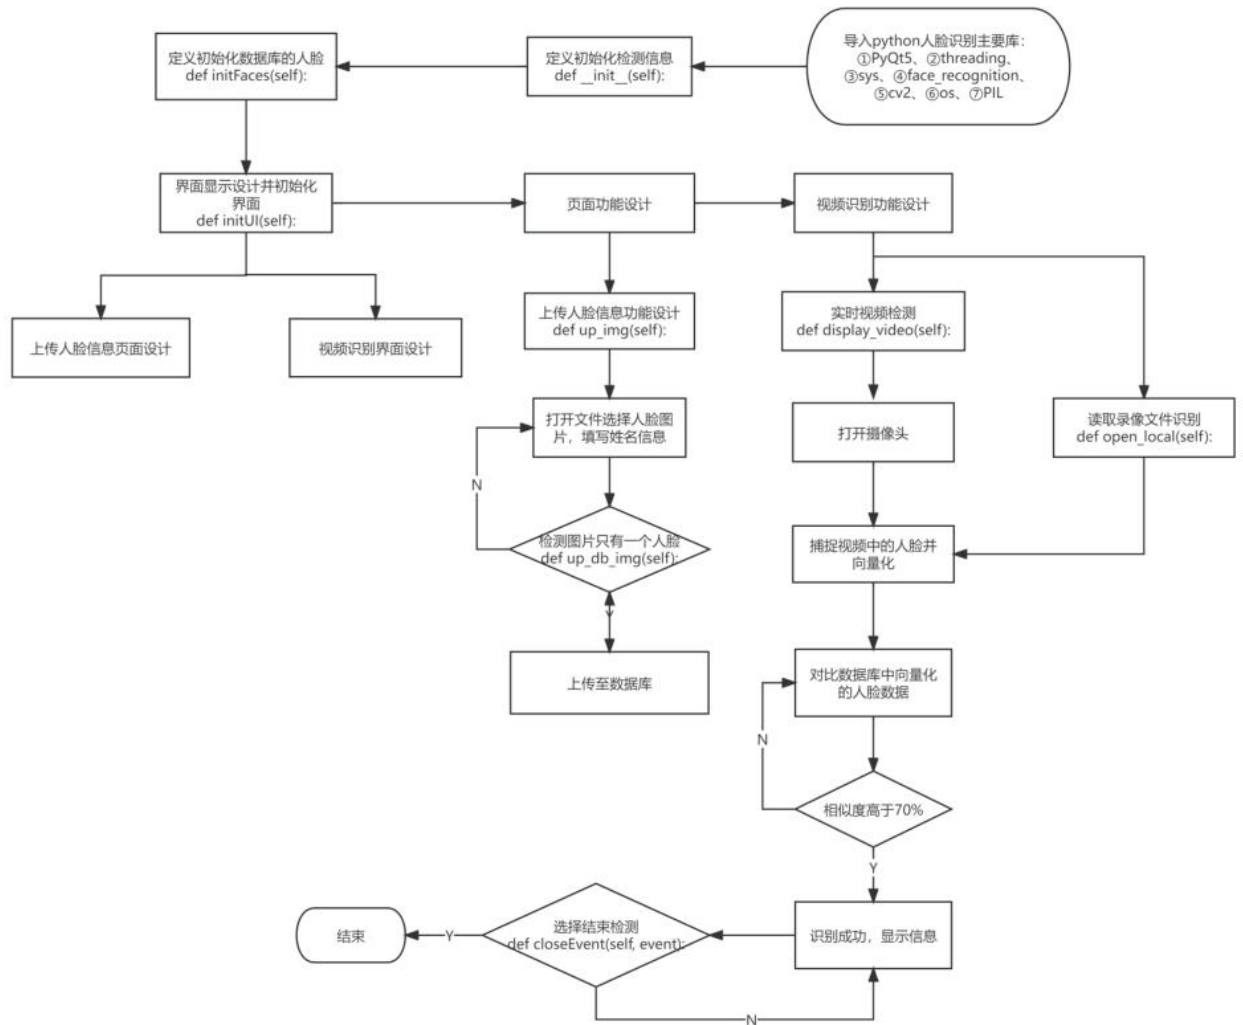 定义初始化数据库的人脸
def initFaces(self):
定义初始化检测信息
def __init__(self):
导入python人脸识别主要库：
①PyQt5、②threading、
③sys、④face_recognition、
⑤cv2、⑥os、⑦PIL
界面显示设计并初始化
界面
def initUI(self):
页面功能设计
视频识别功能设计
上传人脸信息页面设计
视频识别界面设计
上传人脸信息功能设计
def up_img(self):
实时视频检测
def display_video(self):
打开文件选择人脸图
片，填写姓名信息
打开摄像头
读取录像文件识别
def open_local(self):
N
检测图片只有一个人脸
def up_db_img(self):
Y
捕捉视频中的人脸并
向量化
上传至数据库
对比数据库中向量化
的人脸数据
N
相似度高于70%
Y
结束
Y
选择结束检测
def closeEvent(self, event):
识别成功，显示信息
N